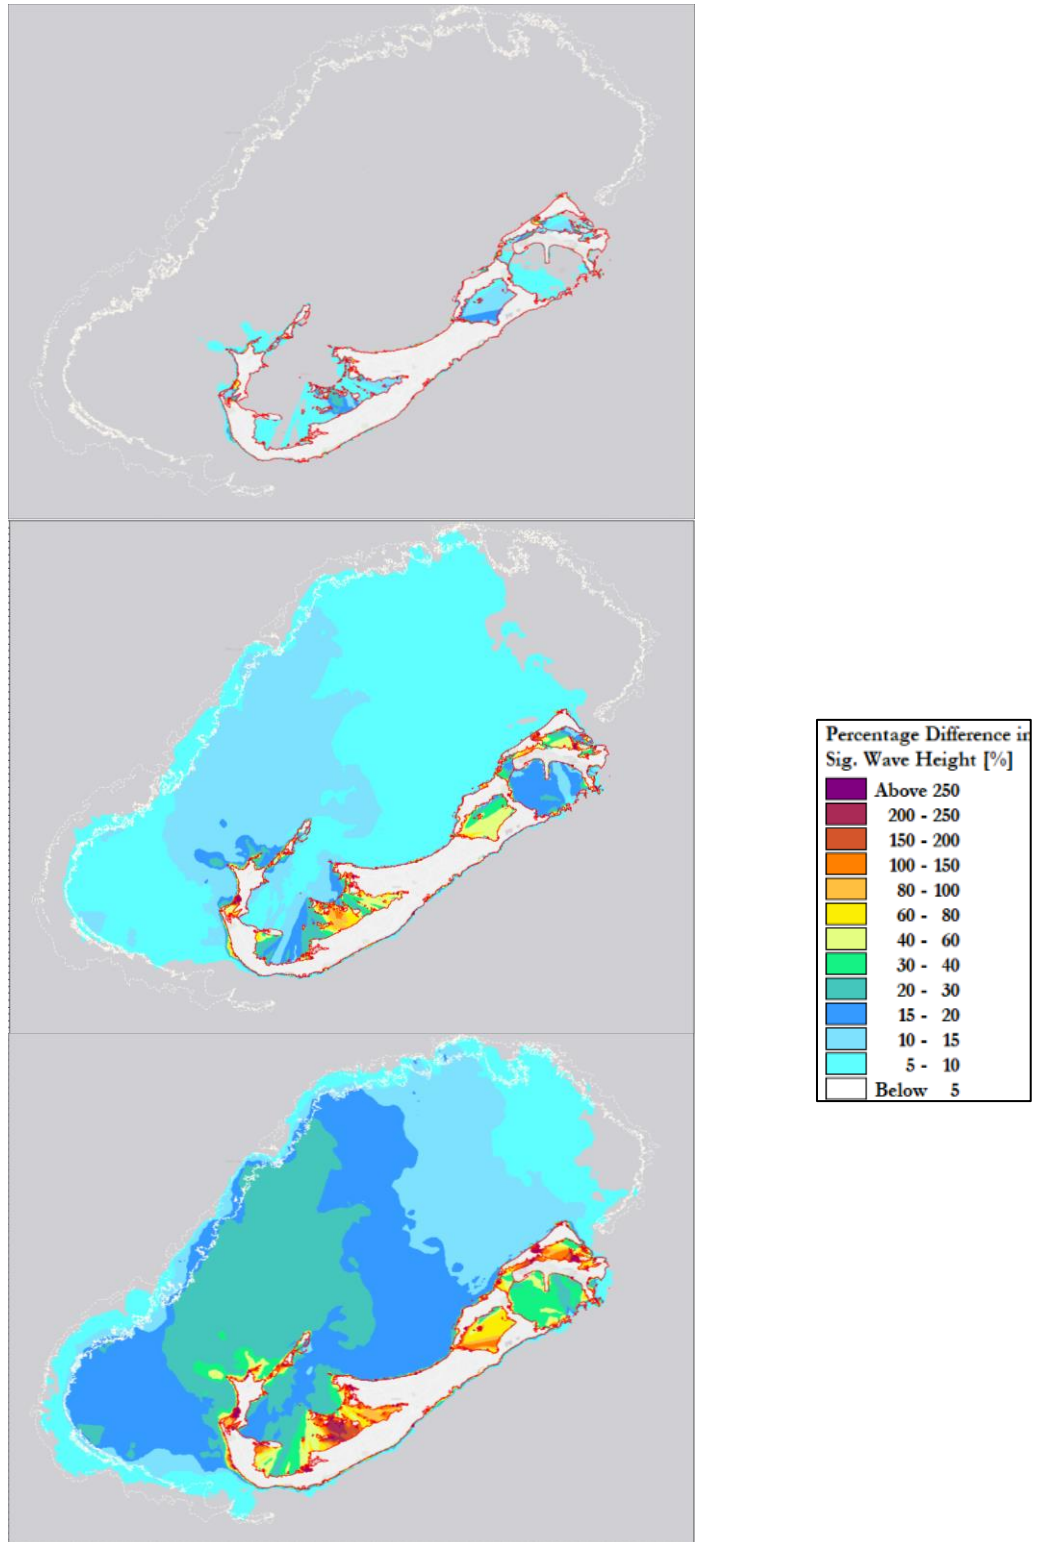 Percentage Difference in
Sig. Wave Height [%]
Above 250
200 - 250
150 - 200
100 - 150
80 - 100
60 - 80
40 - 60
30 - 40
20 - 30
15 - 20
10 - 15
5 - 10
Below 5